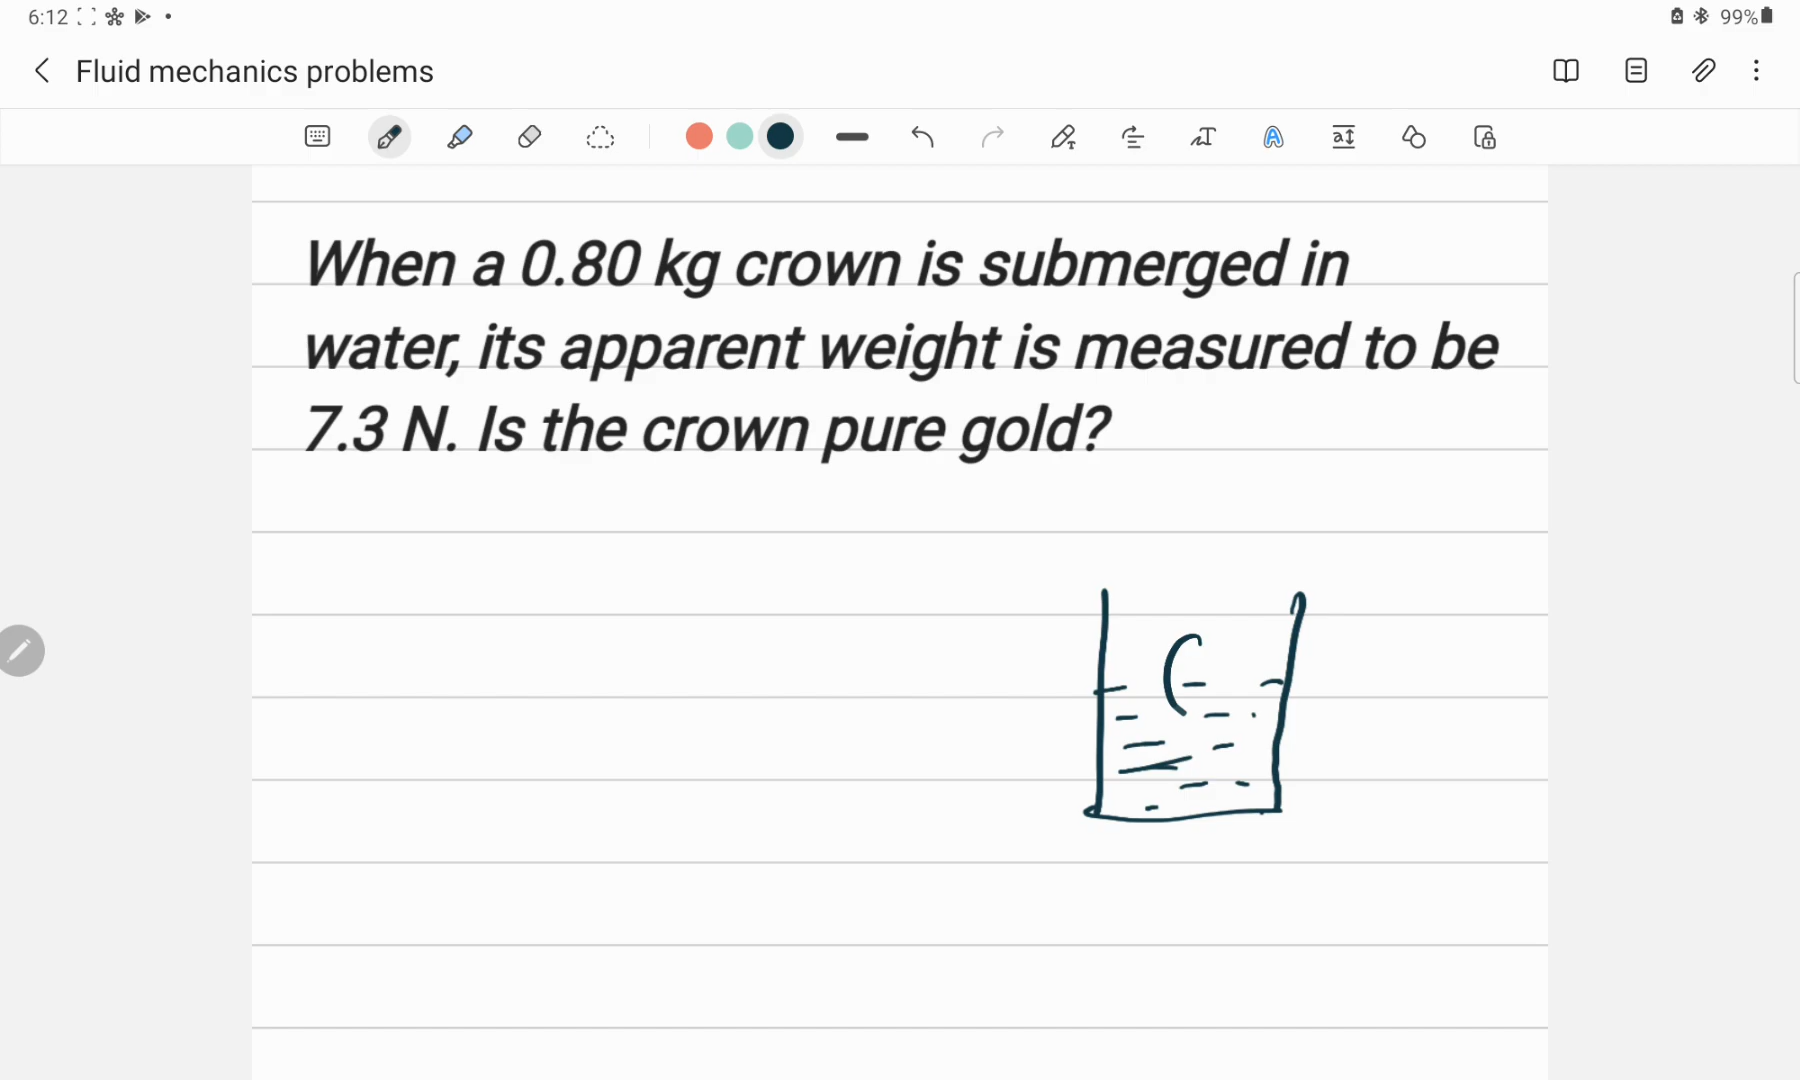 6:12
99%
Fluid mechanics problems
When a 0.80 kg crown is submerged in
water, its apparent weight is measured to be
7.3 N. Is the crown pure gold?